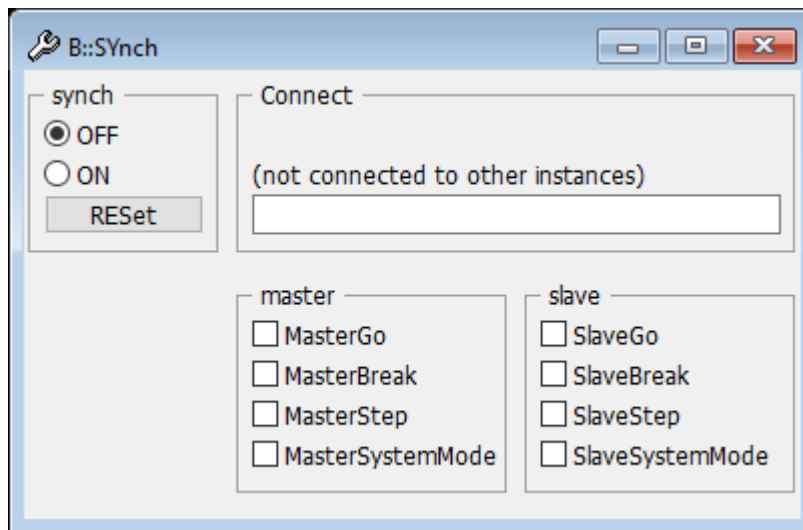 B::SYnch
synch
OFF
ON
RESet
Connect
(not connected to other instances)
master
MasterGo
MasterBreak
MasterStep
MasterSystemMode
slave
SlaveGo
SlaveBreak
SlaveStep
SlaveSystemMode